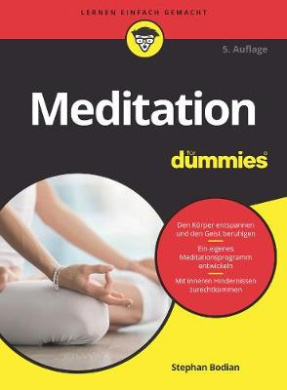 LERNEN EINFACH GEMACHT
5. Auflage
Meditation
für
dummies®
Den Körper entspannen
und den Geist beruhigen
Ein eigenes
Meditationsprogramm
entwickeln
Mit inneren Hindernissen
zurechtkommen
Stephan Bodian